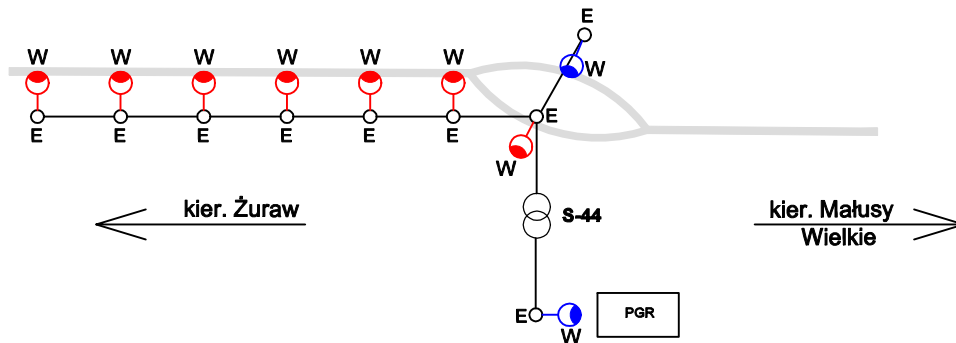 E
W W W W W W
W
E E E E E E
E
W
kier. Żuraw
S-44
kier. Małusy
Wielkie
E
PGR
W